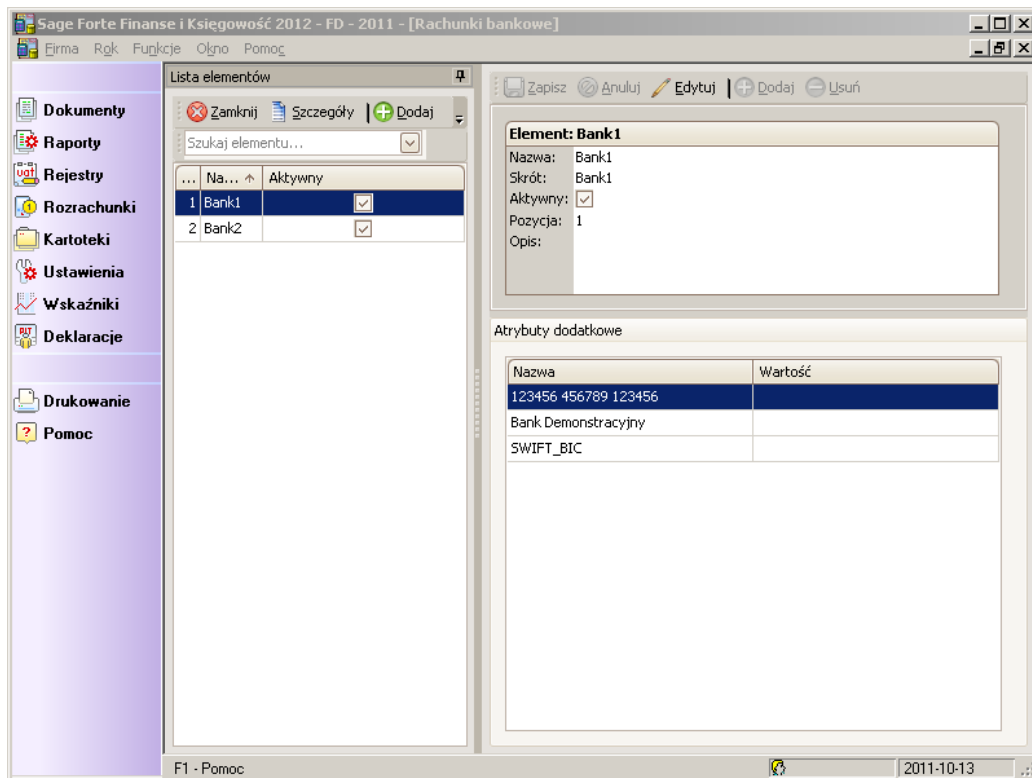 Sage Forte Finanse i Księgowość 2012 - FD - 2011 - [Rachunki bankowe]
Firma Rok Funkcje Okno Pomoc
Dokumenty
Raporty
Rejestry
Rozrachunki
Kartoteki
Ustawienia
Wskaźniki
Deklaracje
Drukowanie
Pomoc
Lista elementów
Zamknij Szczegóły Dodaj
Szukaj elementu...
... Na... Aktywny
1 Bank1
2 Bank2
Zapisz Anuluj Edytuj Dodaj Usuń
Element: Bank1
Nazwa: Bank1
Skrót: Bank1
Aktywny:
Pozycja: 1
Opis:
Atrybuty dodatkowe
Nazwa Wartość
123456 456789 123456
Bank Demonstracyjny
SWIFT_BIC
F1 - Pomoc 2011-10-13